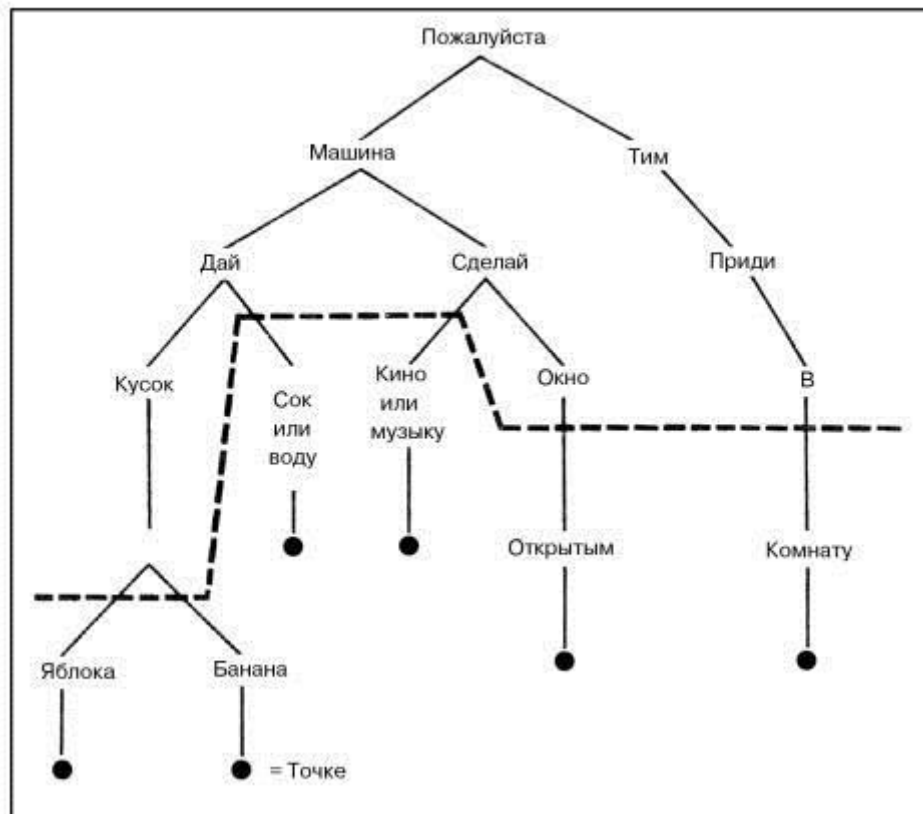 Пожалуйста
Машина
Тим
Дай
Сделай
Приди
Кусок
Сок
или
воду
Кино
или
музыку
Окно
В
Открытым
Комнату
Яблока
Банана
= Точке